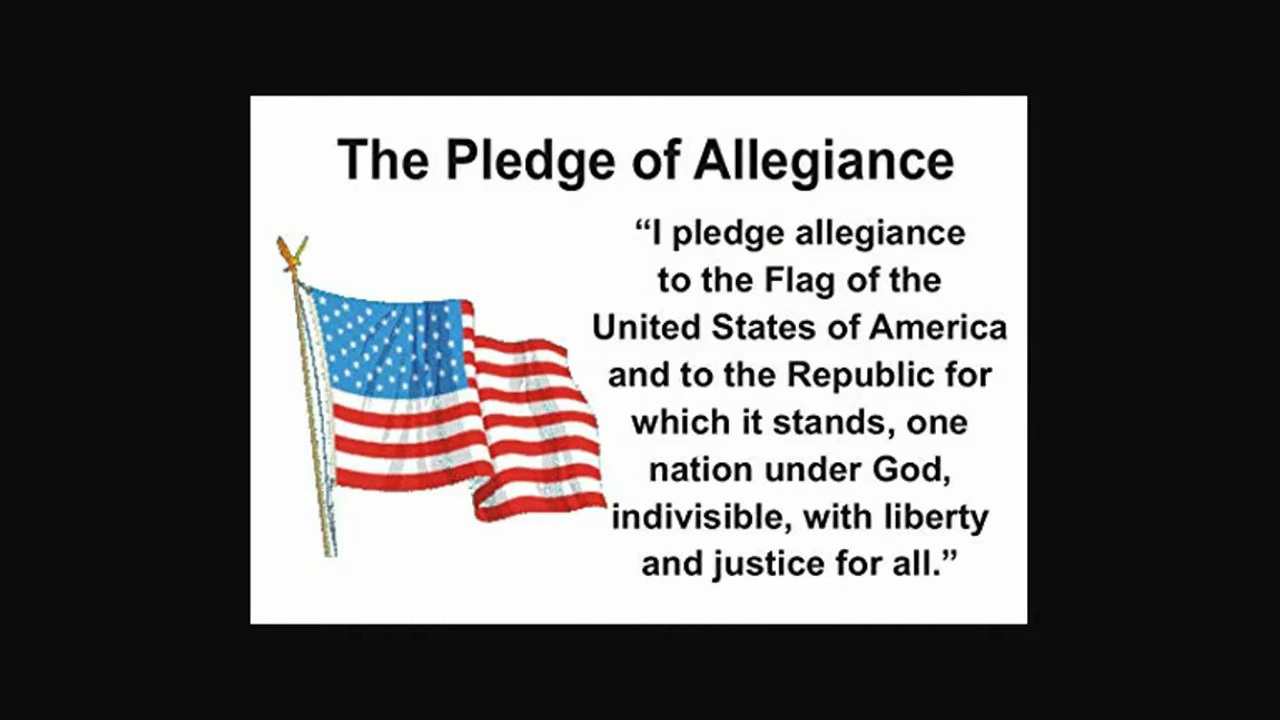 The Pledge of Allegiance
“I pledge allegiance
to the Flag of the
United States of America
and to the Republic for
which it stands, one
nation under God,
indivisible, with liberty
and justice for all.”